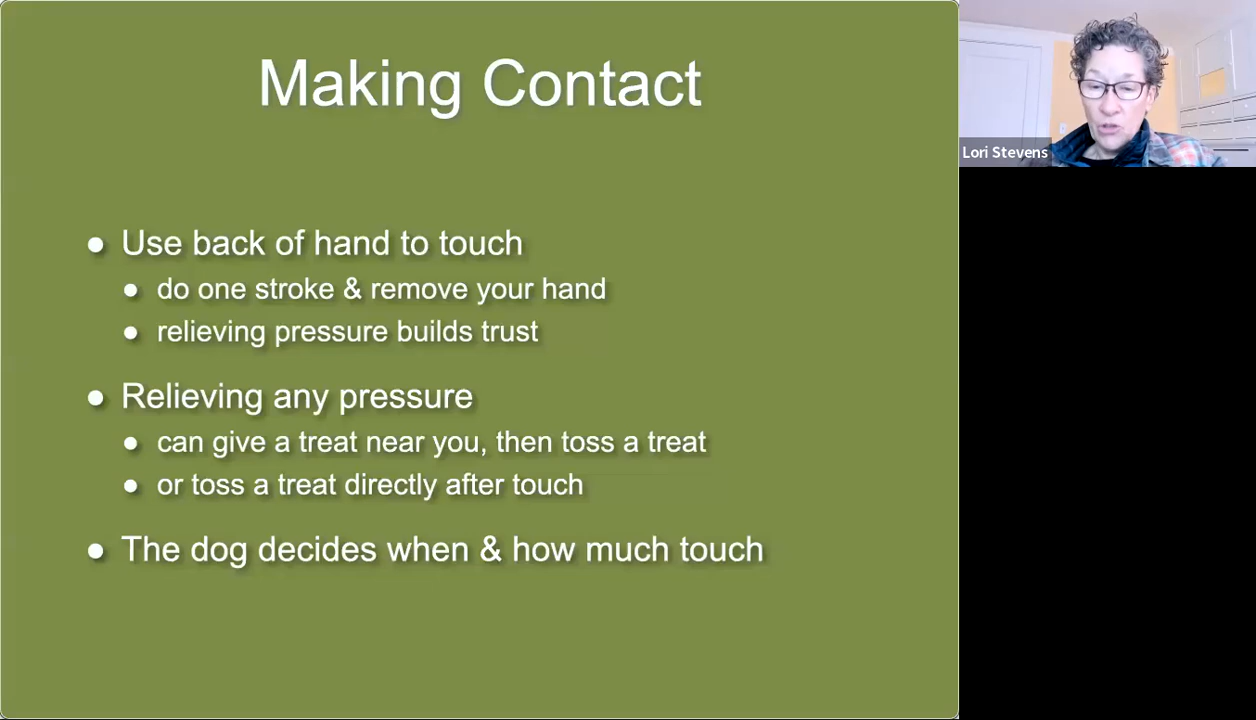 Making Contact
Lori Stevens
● Use back of hand to touch
● do one stroke & remove your hand
● relieving pressure builds trust
● Relieving any pressure
● can give a treat near you, then toss a treat
● or toss a treat directly after touch
● The dog decides when & how much touch